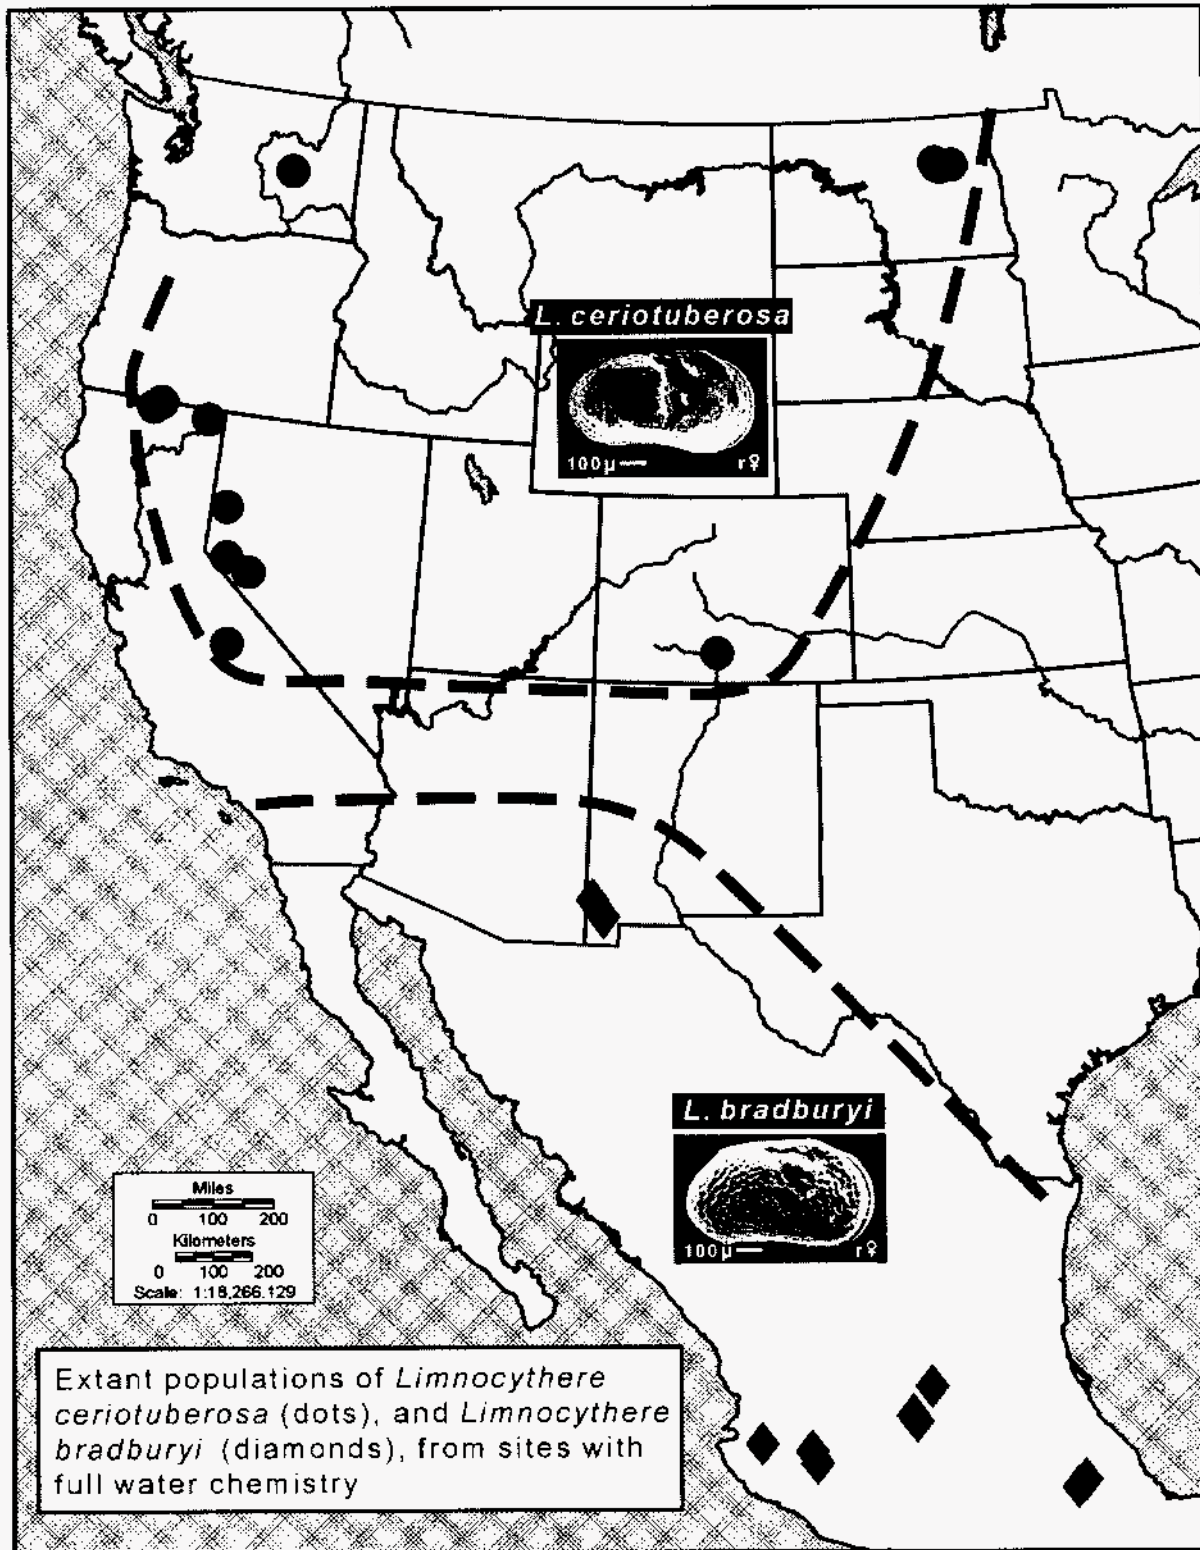 L. ceriotuberosa
100µ
r♀
L. bradburyi
100µ
r♀
Miles
0 100 200
Kilometers
0 100 200
Scale: 1:18,266,129
Extant populations of Limnocythere
ceriotuberosa (dots), and Limnocythere
bradburyi (diamonds), from sites with
full water chemistry